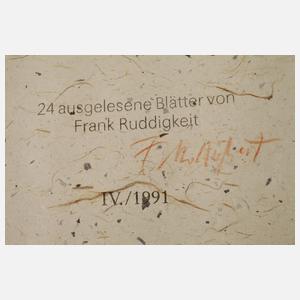 24 ausgelesene Blätter von
Frank Ruddigkeit
IV./1991